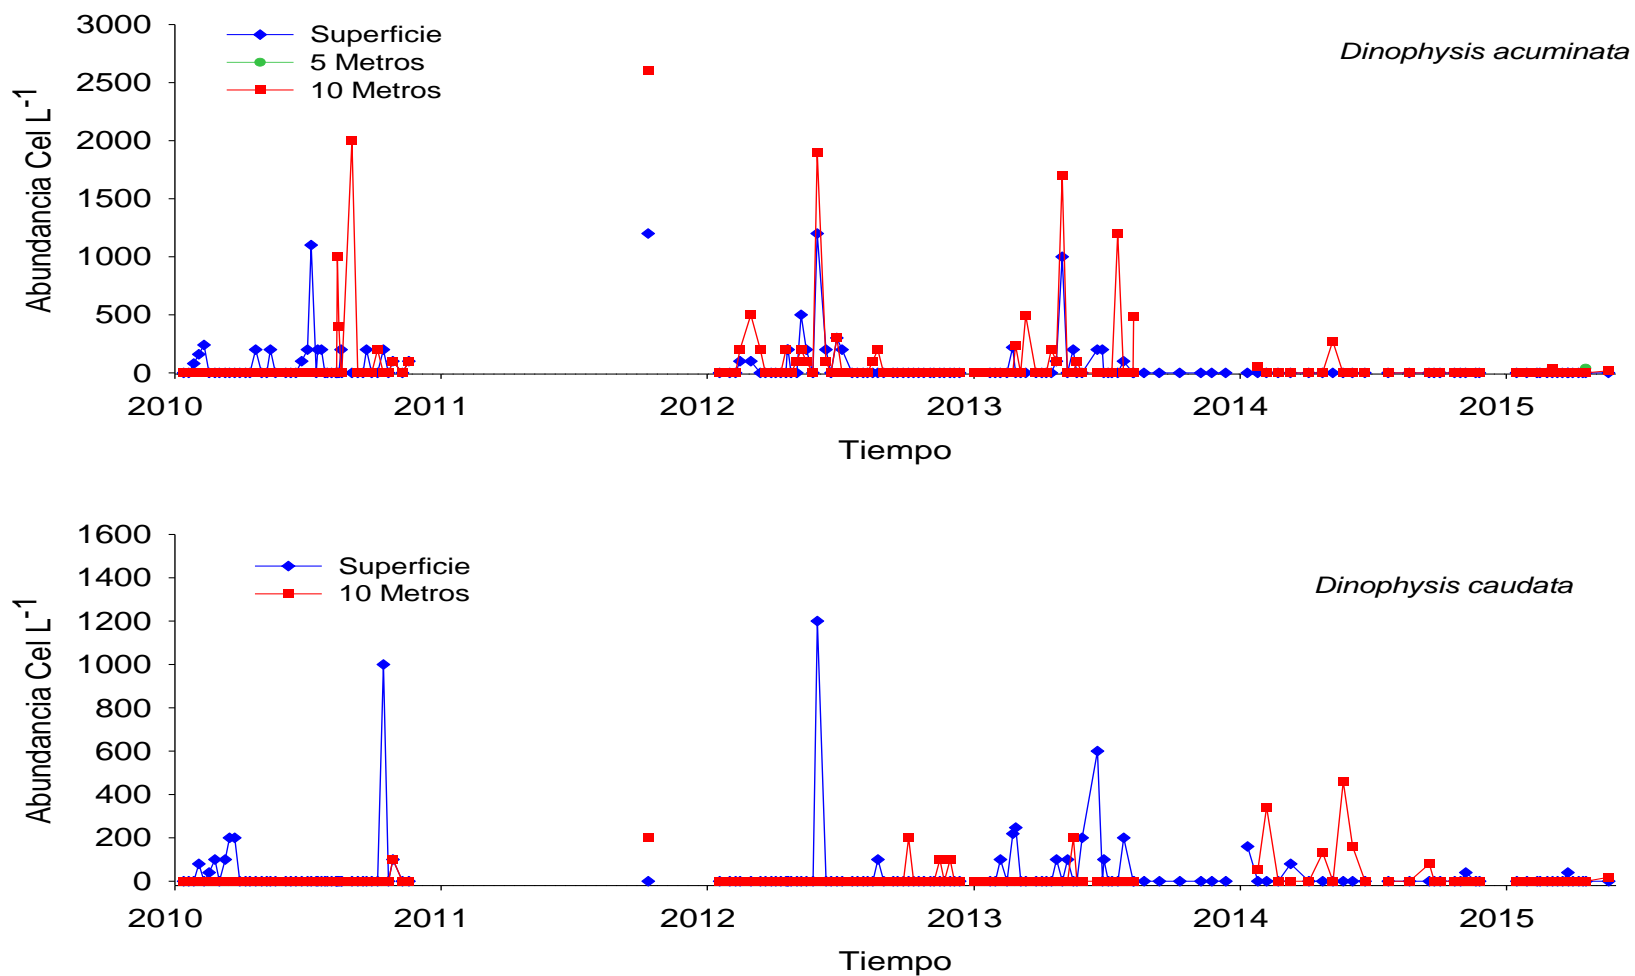 3000
2500
2000
1500
1000
500
0
Abundancia Cel L-1
Superficie
5 Metros
10 Metros
Dinophysis acuminata
2010 2011 2012 2013 2014 2015
Tiempo
1600
1400
1200
1000
800
600
400
200
0
Abundancia Cel L-1
Superficie
10 Metros
Dinophysis caudata
2010 2011 2012 2013 2014 2015
Tiempo